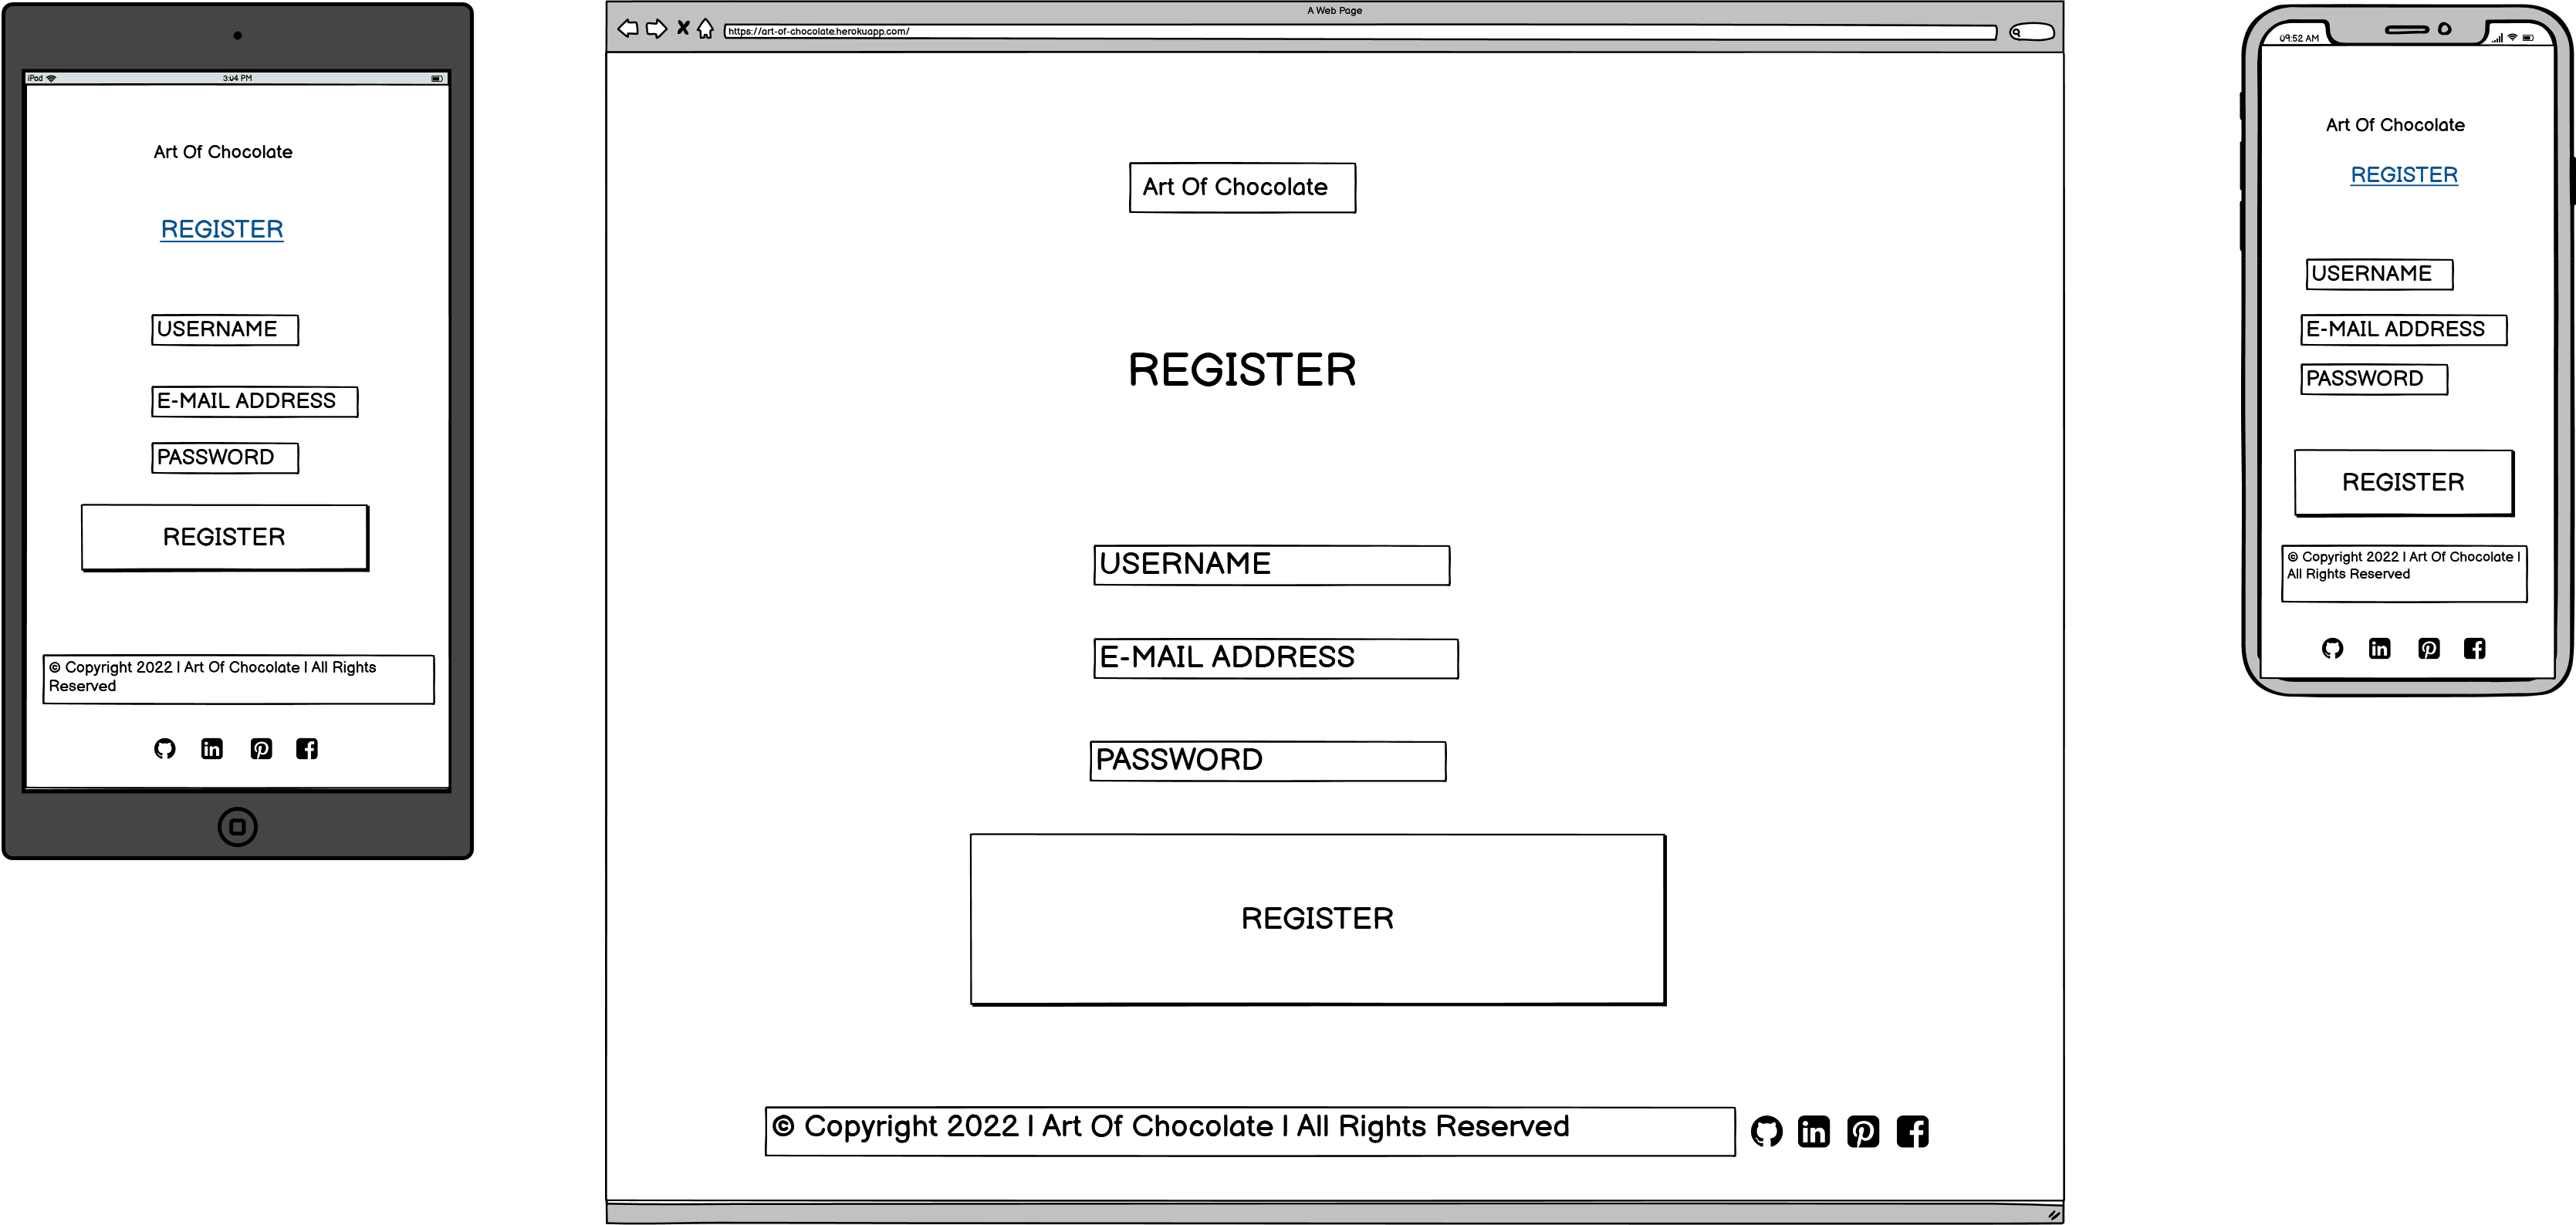 iPad
3:04 PM
Art Of Chocolate
REGISTER
USERNAME
E-MAIL ADDRESS
PASSWORD
REGISTER
© Copyright 2022 | Art Of Chocolate | All Rights
Reserved
A Web Page
https://art-of-chocolate.herokuapp.com/
Art Of Chocolate
REGISTER
USERNAME
E-MAIL ADDRESS
PASSWORD
REGISTER
© Copyright 2022 | Art Of Chocolate | All Rights Reserved
09:52 AM
Art Of Chocolate
REGISTER
USERNAME
E-MAIL ADDRESS
PASSWORD
REGISTER
© Copyright 2022 | Art Of Chocolate |
All Rights Reserved